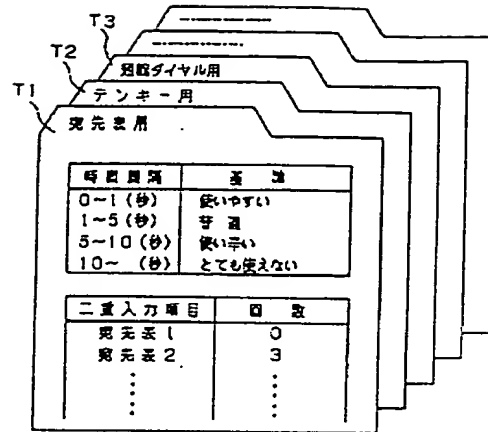 T3
T2
短縮ダイヤル用
T1
テンキー用
宛先表用
時間間隔 基準
0~1(秒) 使いやすい
1~5(秒) 普通
5~10(秒) 使い辛い
10~ (秒) とても使えない
二重入力項目 回数
宛先表1 0
宛先表2 3